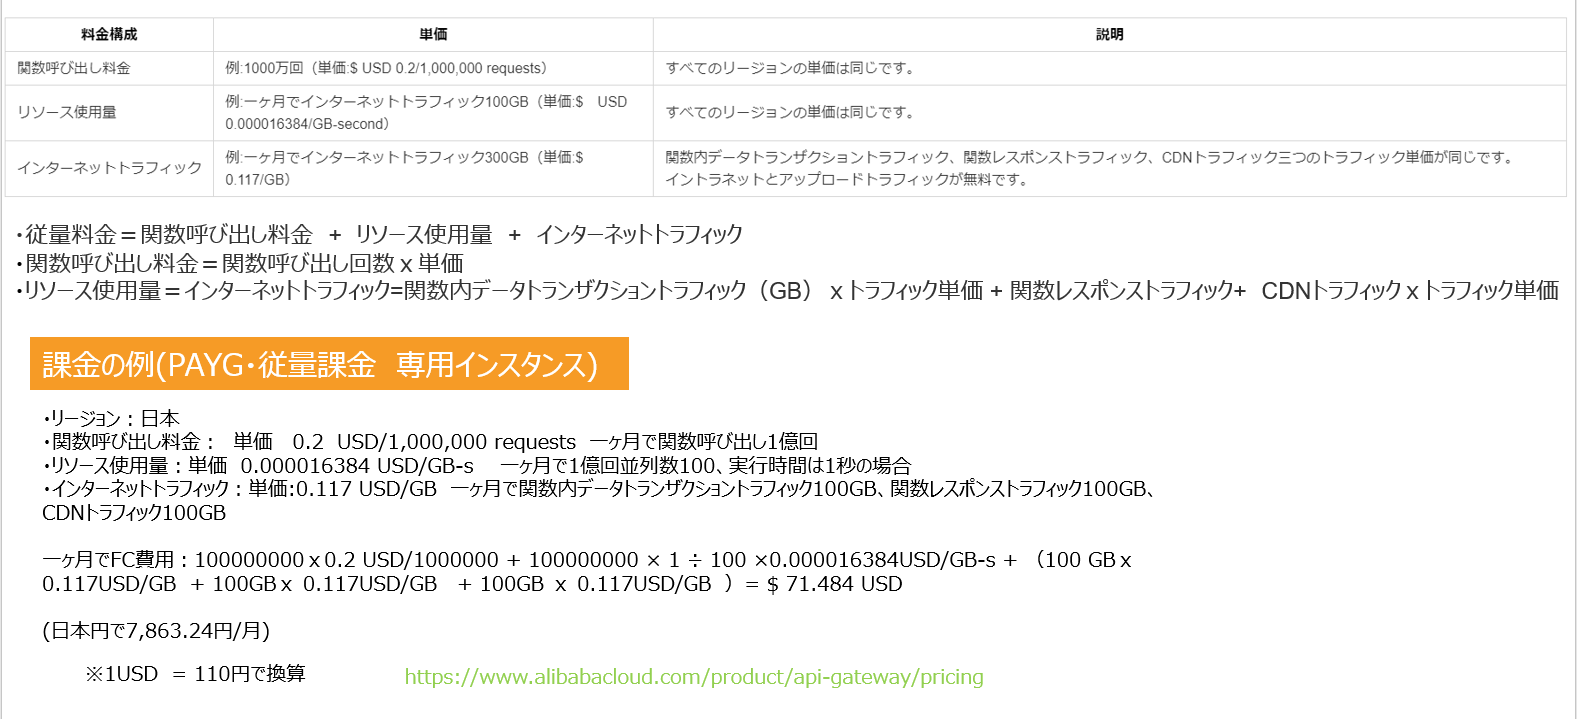 料金構成 単価 説明
関数呼び出し料金 例:1000万回（単価:$ USD 0.2/1,000,000 requests） すべてのリージョンの単価は同じです。
リソース使用量 例:一ヶ月でインターネットトラフィック100GB（単価:$ USD
0.000016384/GB-second） すべてのリージョンの単価は同じです。
インターネットトラフィック 例:一ヶ月でインターネットトラフィック300GB（単価:$
0.117/GB） 関数内データトランザクショントラフィック、関数レスポンストラフィック、CDNトラフィック三つのトラフィック単価が同じです。
イントラネットとアップロードトラフィックが無料です。
・従量料金＝関数呼び出し料金 + リソース使用量 + インターネットトラフィック
・関数呼び出し料金＝関数呼び出し回数ｘ単価
・リソース使用量＝インターネットトラフィック=関数内データトランザクショントラフィック（GB）ｘトラフィック単価 + 関数レスポンストラフィック+ CDNトラフィックｘトラフィック単価
課金の例(PAYG・従量課金 専用インスタンス)
・リージョン：日本
・関数呼び出し料金： 単価 0.2 USD/1,000,000 requests 一ヶ月で関数呼び出し1億回
・リソース使用量：単価 0.000016384 USD/GB-s 一ヶ月で1億回並列数100、実行時間は1秒の場合
・インターネットトラフィック：単価:0.117 USD/GB 一ヶ月で関数内データトランザクショントラフィック100GB、関数レスポンストラフィック100GB、
CDNトラフィック100GB
一ヶ月でFC費用：100000000ｘ0.2 USD/1000000 + 100000000 × 1 ÷ 100 ×0.000016384USD/GB-s + （100 GBｘ
0.117USD/GB + 100GBｘ 0.117USD/GB + 100GB ｘ 0.117USD/GB ）= $ 71.484 USD
(日本円で7,863.24円/月)
※1USD = 110円で換算
https://www.alibabacloud.com/product/api-gateway/pricing